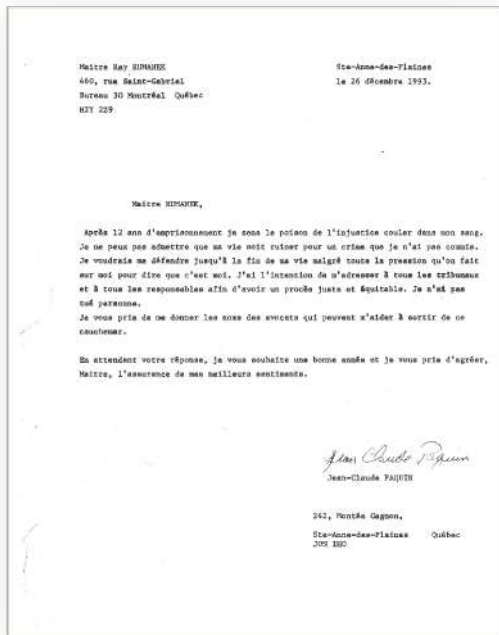 Maître Ray HUMANEK Ste-Anne-des-Plaines
460, rue Saint-Gabriel le 26 décembre 1993.
Bureau 30 Montréal Québec
H2Y 2Z9
Maître HUMANEK,
Après 12 ans d'emprisonnement je sens le poison de l'injustice couler dans mon sang.
Je ne peux pas admettre que ma vie soit ruiner pour un crime que je n'ai pas commis.
Je voudrais me défendre jusqu'à la fin de ma vie malgré toute la pression qu'on fait
sur moi pour dire que c'est moi. J'ai l'intention de m'adresser à tous les tribunaux
et à tous les responsables afin d'avoir un procès juste et équitable. Je n'ai pas
tué personne.
Je vous prie de me donner les noms des avocats qui peuvent m'aider à sortir de ce
cauchemar.
En attendant votre réponse, je vous souhaite une bonne année et je vous prie d'agréer,
Maître, l'assurance de mes meilleurs sentiments.
Jean Claude Paquin
Jean-Claude PAQUIN
242, Montée Gagnon,
Ste-Anne-des-Plaines Québec
J0N 1H0